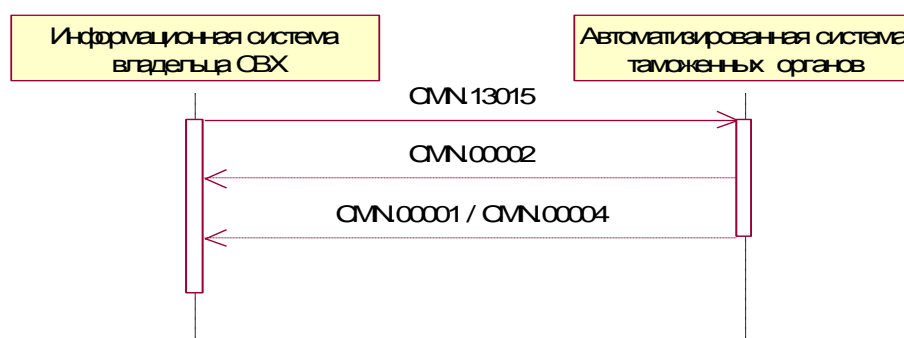 Информационная система
владельца СВХ
Автоматизированная система
таможенных органов
CMN.13015
CMN.00002
CMN.00001 / CMN.00004